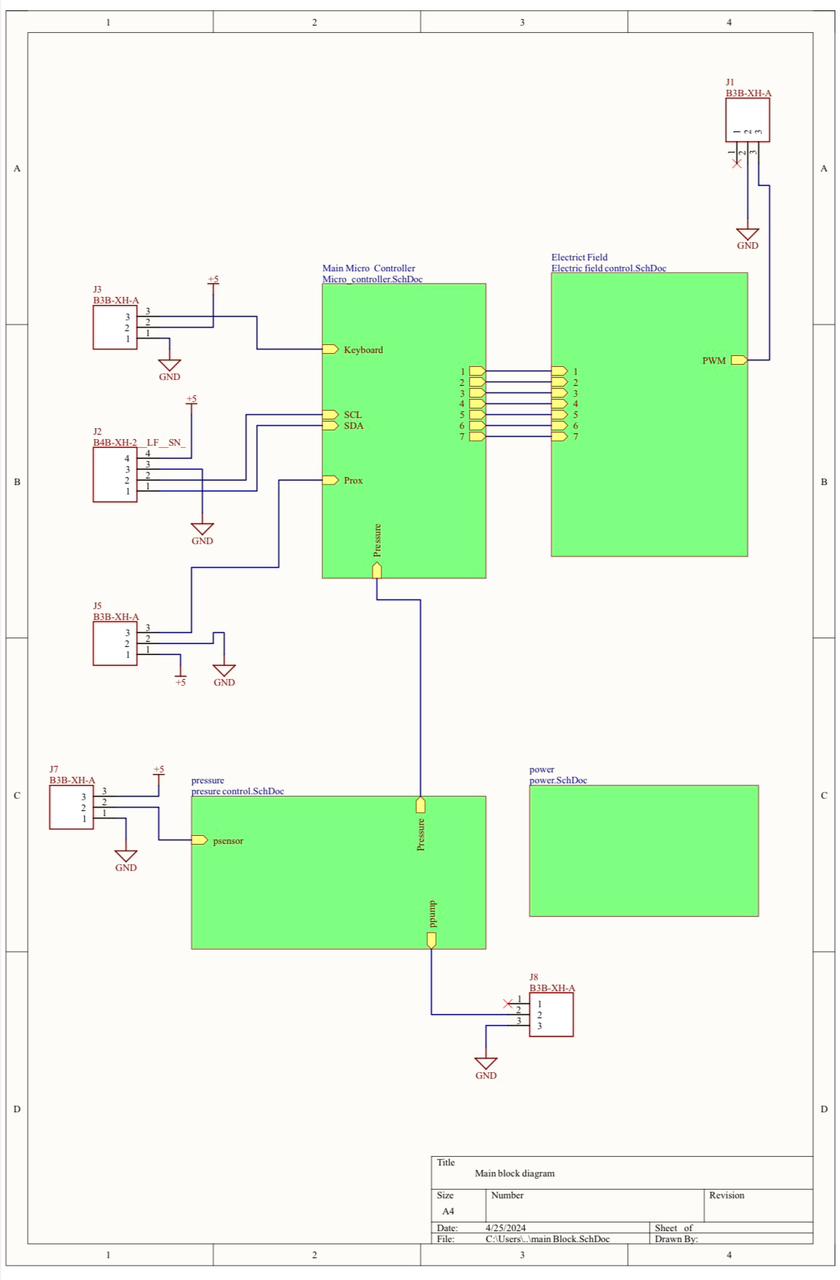 1 2 3 4
J1
B3B-XH-A
1 2 3
1 2 3
A A
GND
Electrict Field
Electric field control.SchDoc
Main Micro Controller
Micro_controller.SchDoc
+5
J3
B3B-XH-A
3 3
2 2
1 1
GND
Keyboard
PWM
1 1
2 2
3 3
4 4
5 5
6 6
7 7
SCL
SDA
+5
J2
B4B-XH-2__LF__SN_
4 4
3 3
2 2
1 1
GND
B B
Prox
Pressure
J5
B3B-XH-A
3 3
2 2
1 1
+5
GND
J7
B3B-XH-A
+5
3 3
2 2
1 1
GND
pressure
presure control.SchDoc
power
power.SchDoc
C C
psensor
Pressure
ppump
J8
B3B-XH-A
1 1
2 2
3 3
GND
D D
Title
Main block diagram
Size Number Revision
A4
Date: 4/25/2024 Sheet of
File: C:\Users\..\main Block.SchDoc Drawn By:
1 2 3 4